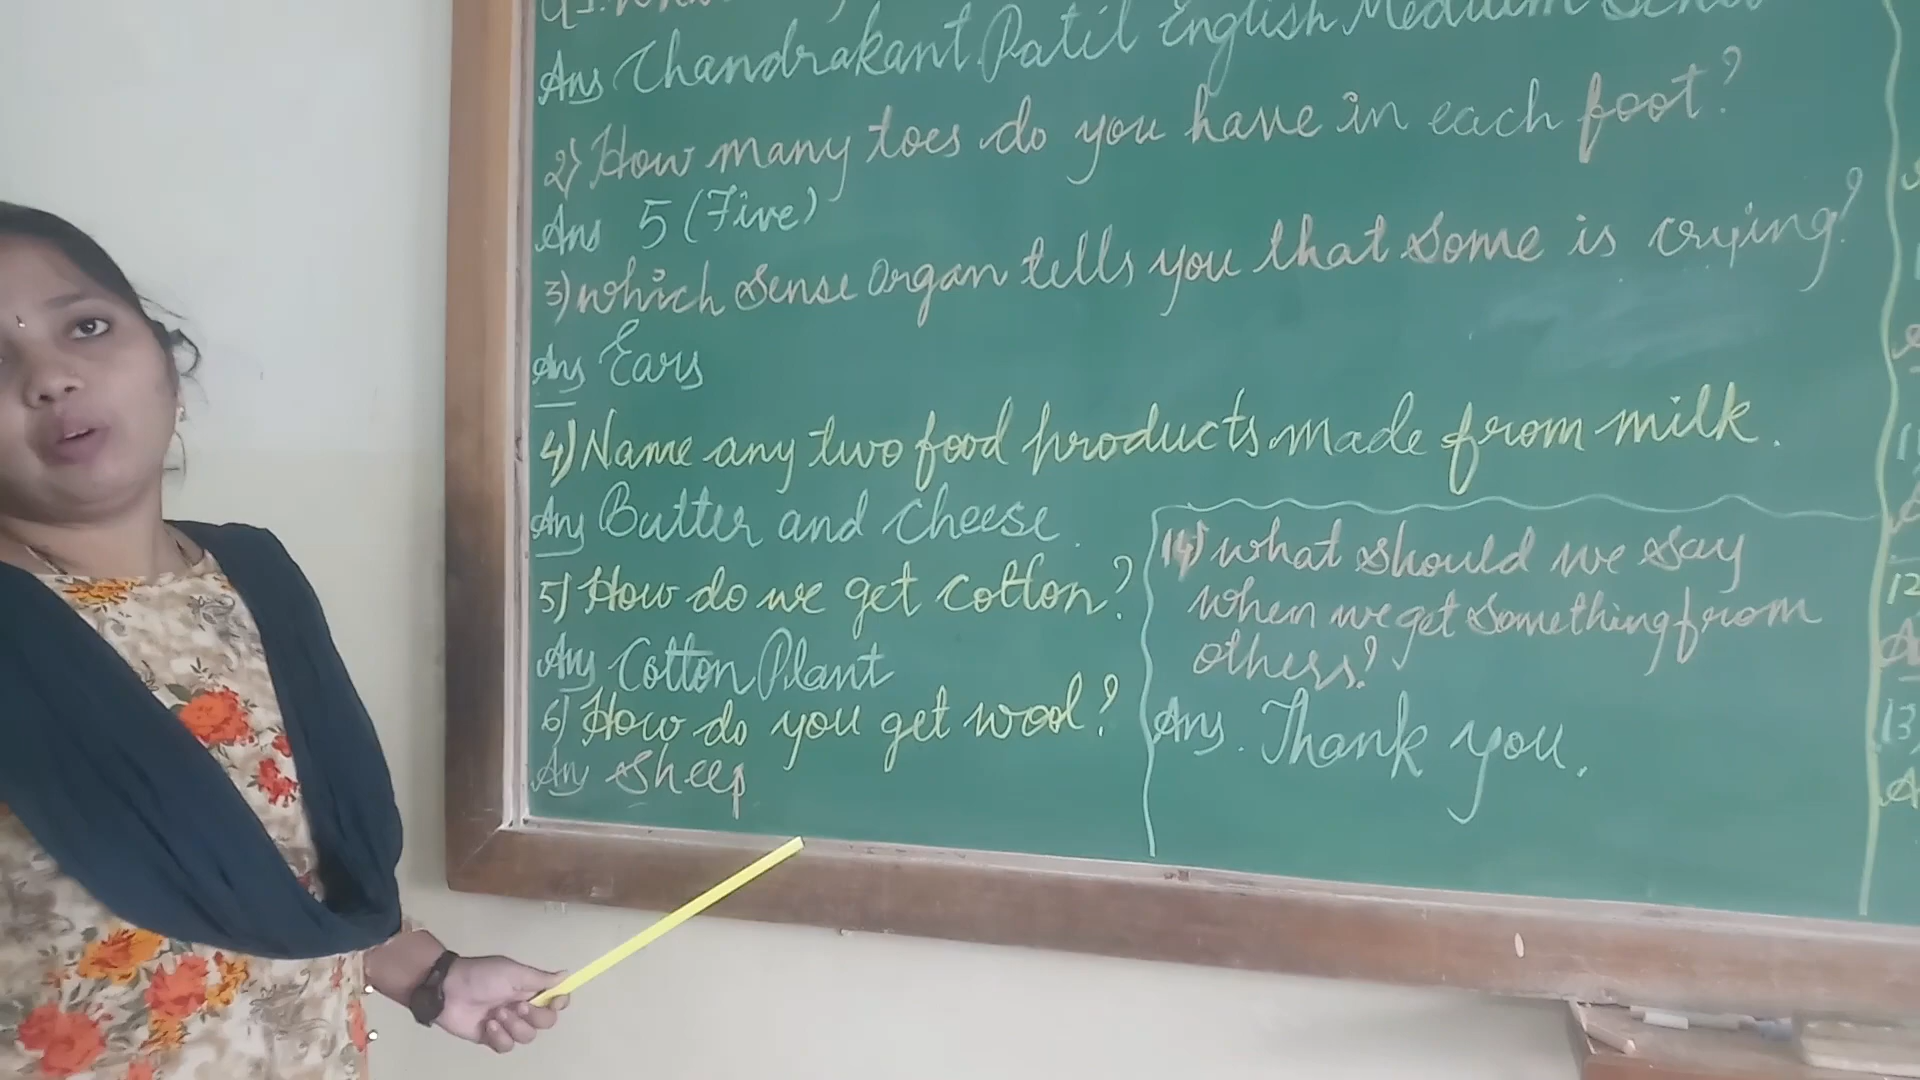 Ans Chandrakant Patil English Medium
2) How many toes do you have in each foot?
Ans 5 (Five)
3) which sense organ tells you that some is crying?
Ans Ears
4) Name any two food products made from milk.
Ans Butter and cheese.
5) How do we get cotton?
Ans Cotton Plant
6) How do you get wool?
Ans Sheep
14) what should we say
when we get something from
others?
Ans. Thank you.
12
13